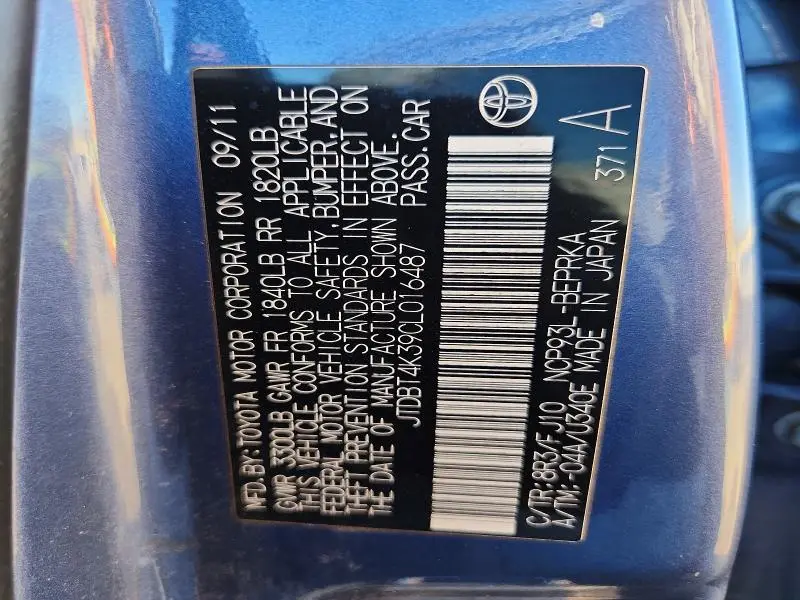 MFD. BY: TOYOTA MOTOR CORPORATION 09/11
GVWR 3300LB GAWR FR 1840LB RR 1820LB
THIS VEHICLE CONFORMS TO ALL APPLICABLE
FEDERAL MOTOR VEHICLE SAFETY, BUMPER, AND
THEFT PREVENTION STANDARDS IN EFFECT ON
THE DATE OF MANUFACTURE SHOWN ABOVE.
JTDBT4K39CL016487 PASS. CAR
C/TR: 8R3/FJ10 NCP93L-BEPRKA 371 A
A/TM: -04A/U340E MADE IN JAPAN